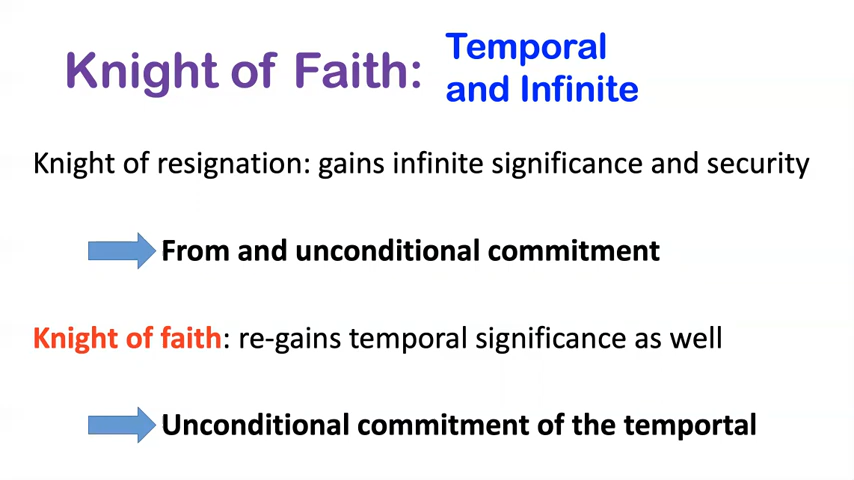 Knight of Faith:
Temporal
and Infinite
Knight of resignation: gains infinite significance and security
From and unconditional commitment
Knight of faith: re-gains temporal significance as well
Unconditional commitment of the temportal